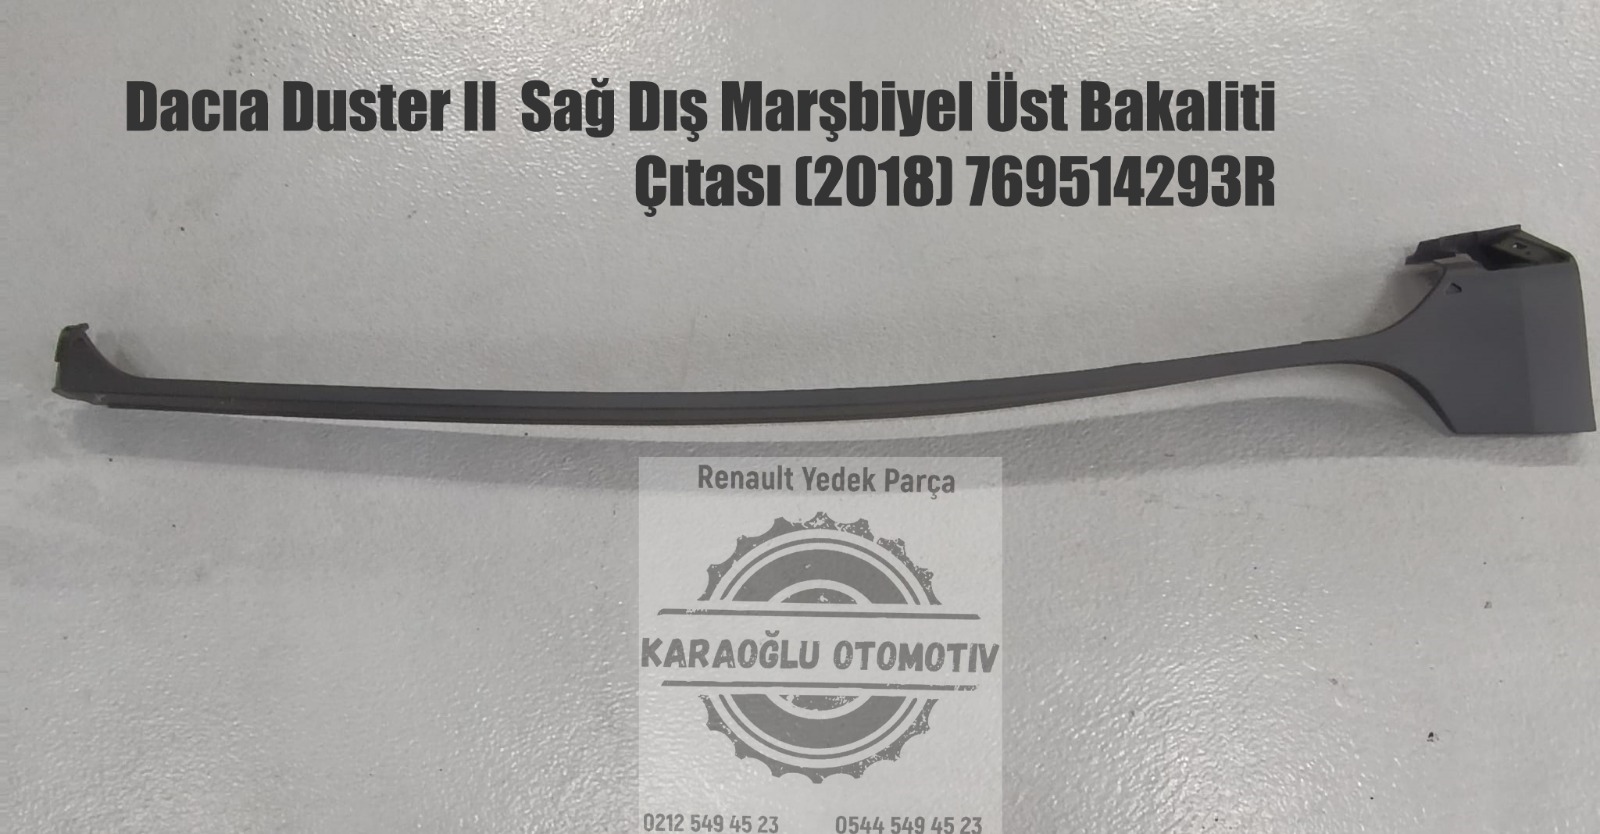 Dacıa Duster II Sağ Dış Marşbiyel Üst Bakaliti
Çıtası (2018) 769514293R
Renault Yedek Parça
KARAOĞLU OTOMOTIV
0212 549 45 23 0544 549 45 23